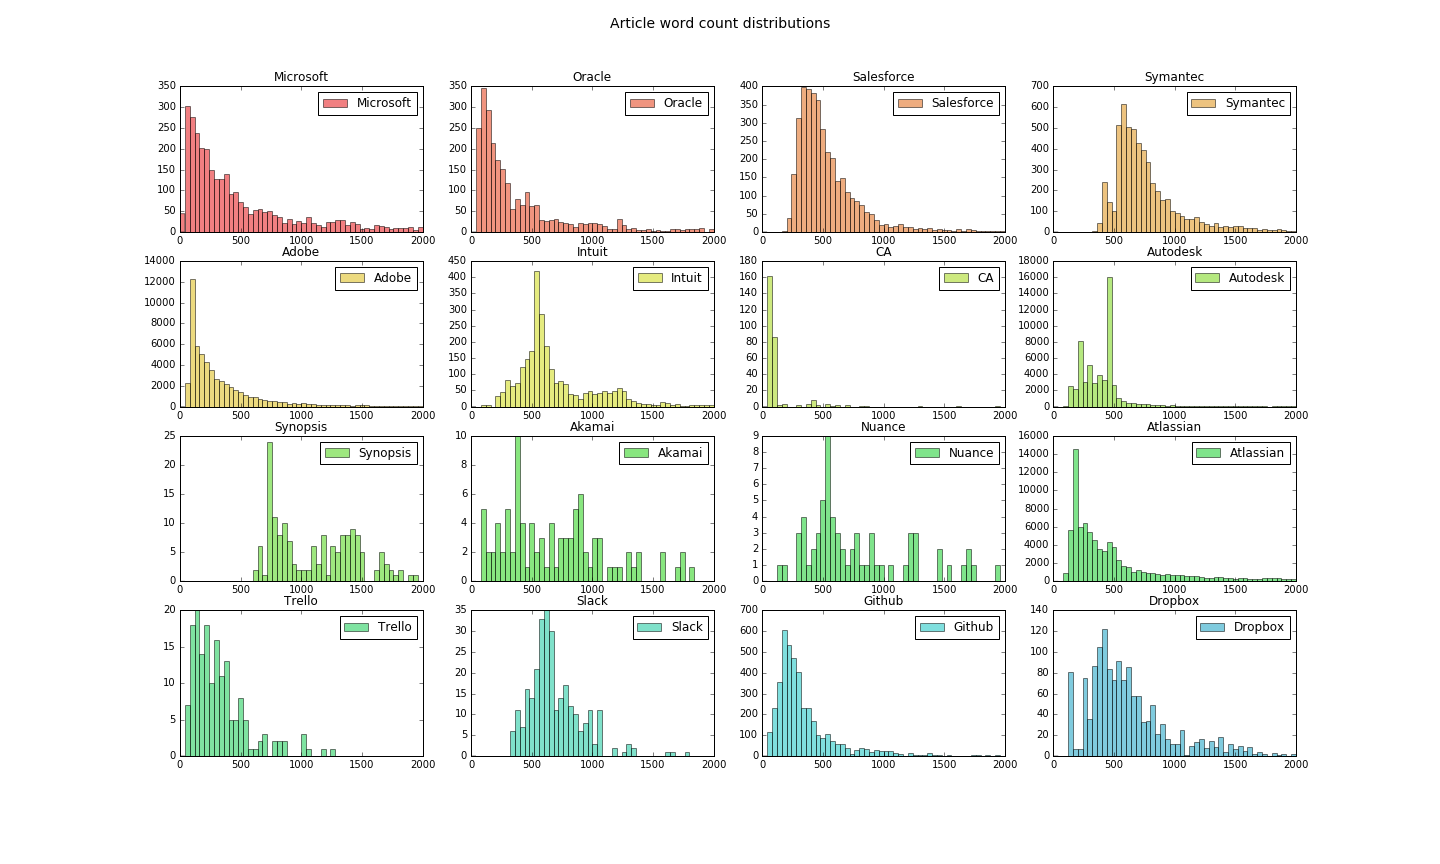 Article word count distributions
Microsoft Oracle Salesforce Symantec
350 350 400 700
300 300 350 600
250 250 300 500
200 200 250 400
150 150 200 300
100 100 150 200
50 50 100 100
0 0 50 0
0
Microsoft Oracle Salesforce Symantec
0 500 1000 1500 2000 0 500 1000 1500 2000 0 500 1000 1500 2000 0 500 1000 1500 2000
Adobe Intuit CA Autodesk
14000 450 180 18000
12000 400 160 16000
10000 350 140 14000
8000 300 120 12000
6000 250 100 10000
4000 200 80 8000
2000 150 60 6000
0 100 40 4000
50 20 2000
0 0 0
Adobe Intuit CA Autodesk
0 500 1000 1500 2000 0 500 1000 1500 2000 0 500 1000 1500 2000 0 500 1000 1500 2000
Synopsis Akamai Nuance Atlassian
25 10 9 16000
20 8 8 14000
15 6 7 12000
10 4 6 10000
5 2 5 8000
0 0 4 6000
3 4000
2 2000
1 0
0
Synopsis Akamai Nuance Atlassian
0 500 1000 1500 2000 0 500 1000 1500 2000 0 500 1000 1500 2000 0 500 1000 1500 2000
Trello Slack Github Dropbox
20 35 700 140
15 30 600 120
10 25 500 100
5 20 400 80
0 15 300 60
10 200 40
5 100 20
0 0 0
Trello Slack Github Dropbox
0 500 1000 1500 2000 0 500 1000 1500 2000 0 500 1000 1500 2000 0 500 1000 1500 2000